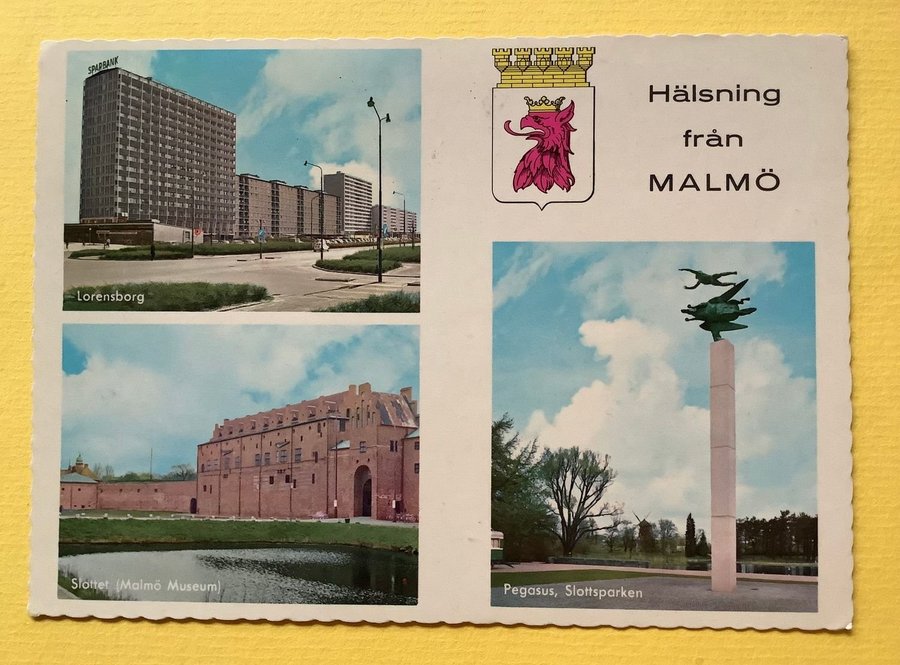 SPARBANK
Lorensborg
Hälsning
från
MALMÖ
Slottet (Malmö Museum)
Pegasus, Slottsparken